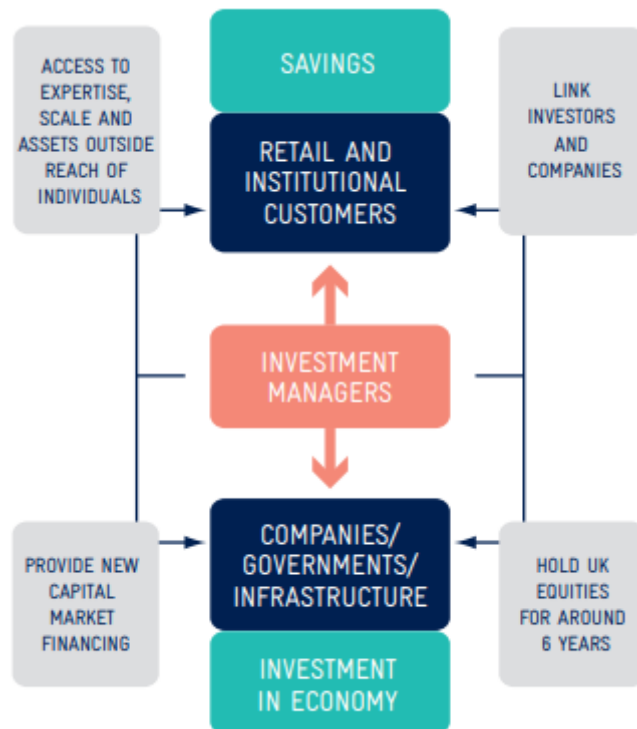 SAVINGS
ACCESS TO
EXPERTISE,
SCALE AND
ASSETS OUTSIDE
REACH OF
INDIVIDUALS
RETAIL AND
INSTITUTIONAL
CUSTOMERS
LINK
INVESTORS
AND
COMPANIES
INVESTMENT
MANAGERS
PROVIDE NEW
CAPITAL
MARKET
FINANCING
COMPANIES/
GOVERNMENTS/
INFRASTRUCTURE
HOLD UK
EQUITIES
FOR AROUND
6 YEARS
INVESTMENT
IN ECONOMY